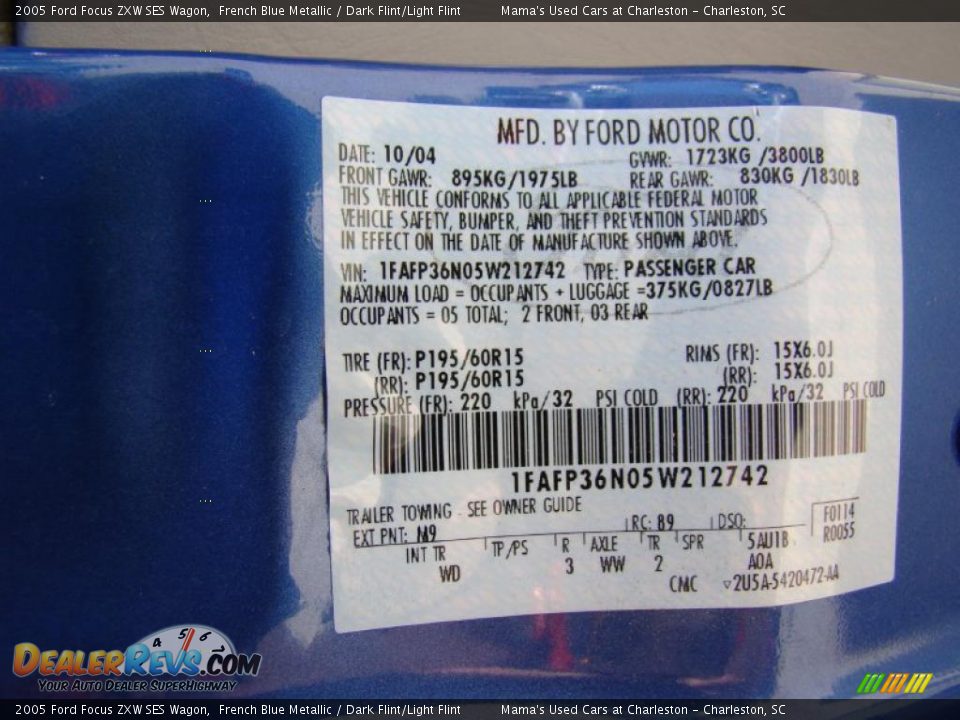 2005 Ford Focus ZXW SES Wagon,  French Blue Metallic / Dark Flint/Light Flint  Mama's Used Cars at Charleston - Charleston, SC
MFD. BY FORD MOTOR CO.
DATE: 10/04  GVWR: 1723KG /3800LB
FRONT GAWR: 895KG/1975LB  REAR GAWR: 830KG /1830LB
THIS VEHICLE CONFORMS TO ALL APPLICABLE FEDERAL MOTOR
VEHICLE SAFETY, BUMPER, AND THEFT PREVENTION STANDARDS
IN EFFECT ON THE DATE OF MANUFACTURE SHOWN ABOVE.
VIN: 1FAFP36N05W212742  TYPE: PASSENGER CAR
MAXIMUM LOAD = OCCUPANTS + LUGGAGE =375KG/0827LB
OCCUPANTS = 05 TOTAL; 2 FRONT, 03 REAR
TIRE (FR): P195/60R15  RIMS (FR): 15X6.0J
(RR): P195/60R15  (RR): 15X6.0J
PRESSURE (FR): 220 kPa/32 PSI COLD (RR): 220 kPa/32 PSI COLD
1FAFP36N05W212742
TRAILER TOWING - SEE OWNER GUIDE
EXT PNT: M9  RC: 89  DSO:  F0114
R0055
INT TR  TP/PS  R  AXLE  TR  SPR  5AU1B
WD  3  WW  2  AOA
CMC  ▿2U5A-5420472-AA
DEALERREVS.COM
YOUR AUTO DEALER SUPERHIGHWAY
4 5 6
2005 Ford Focus ZXW SES Wagon,  French Blue Metallic / Dark Flint/Light Flint  Mama's Used Cars at Charleston - Charleston, SC